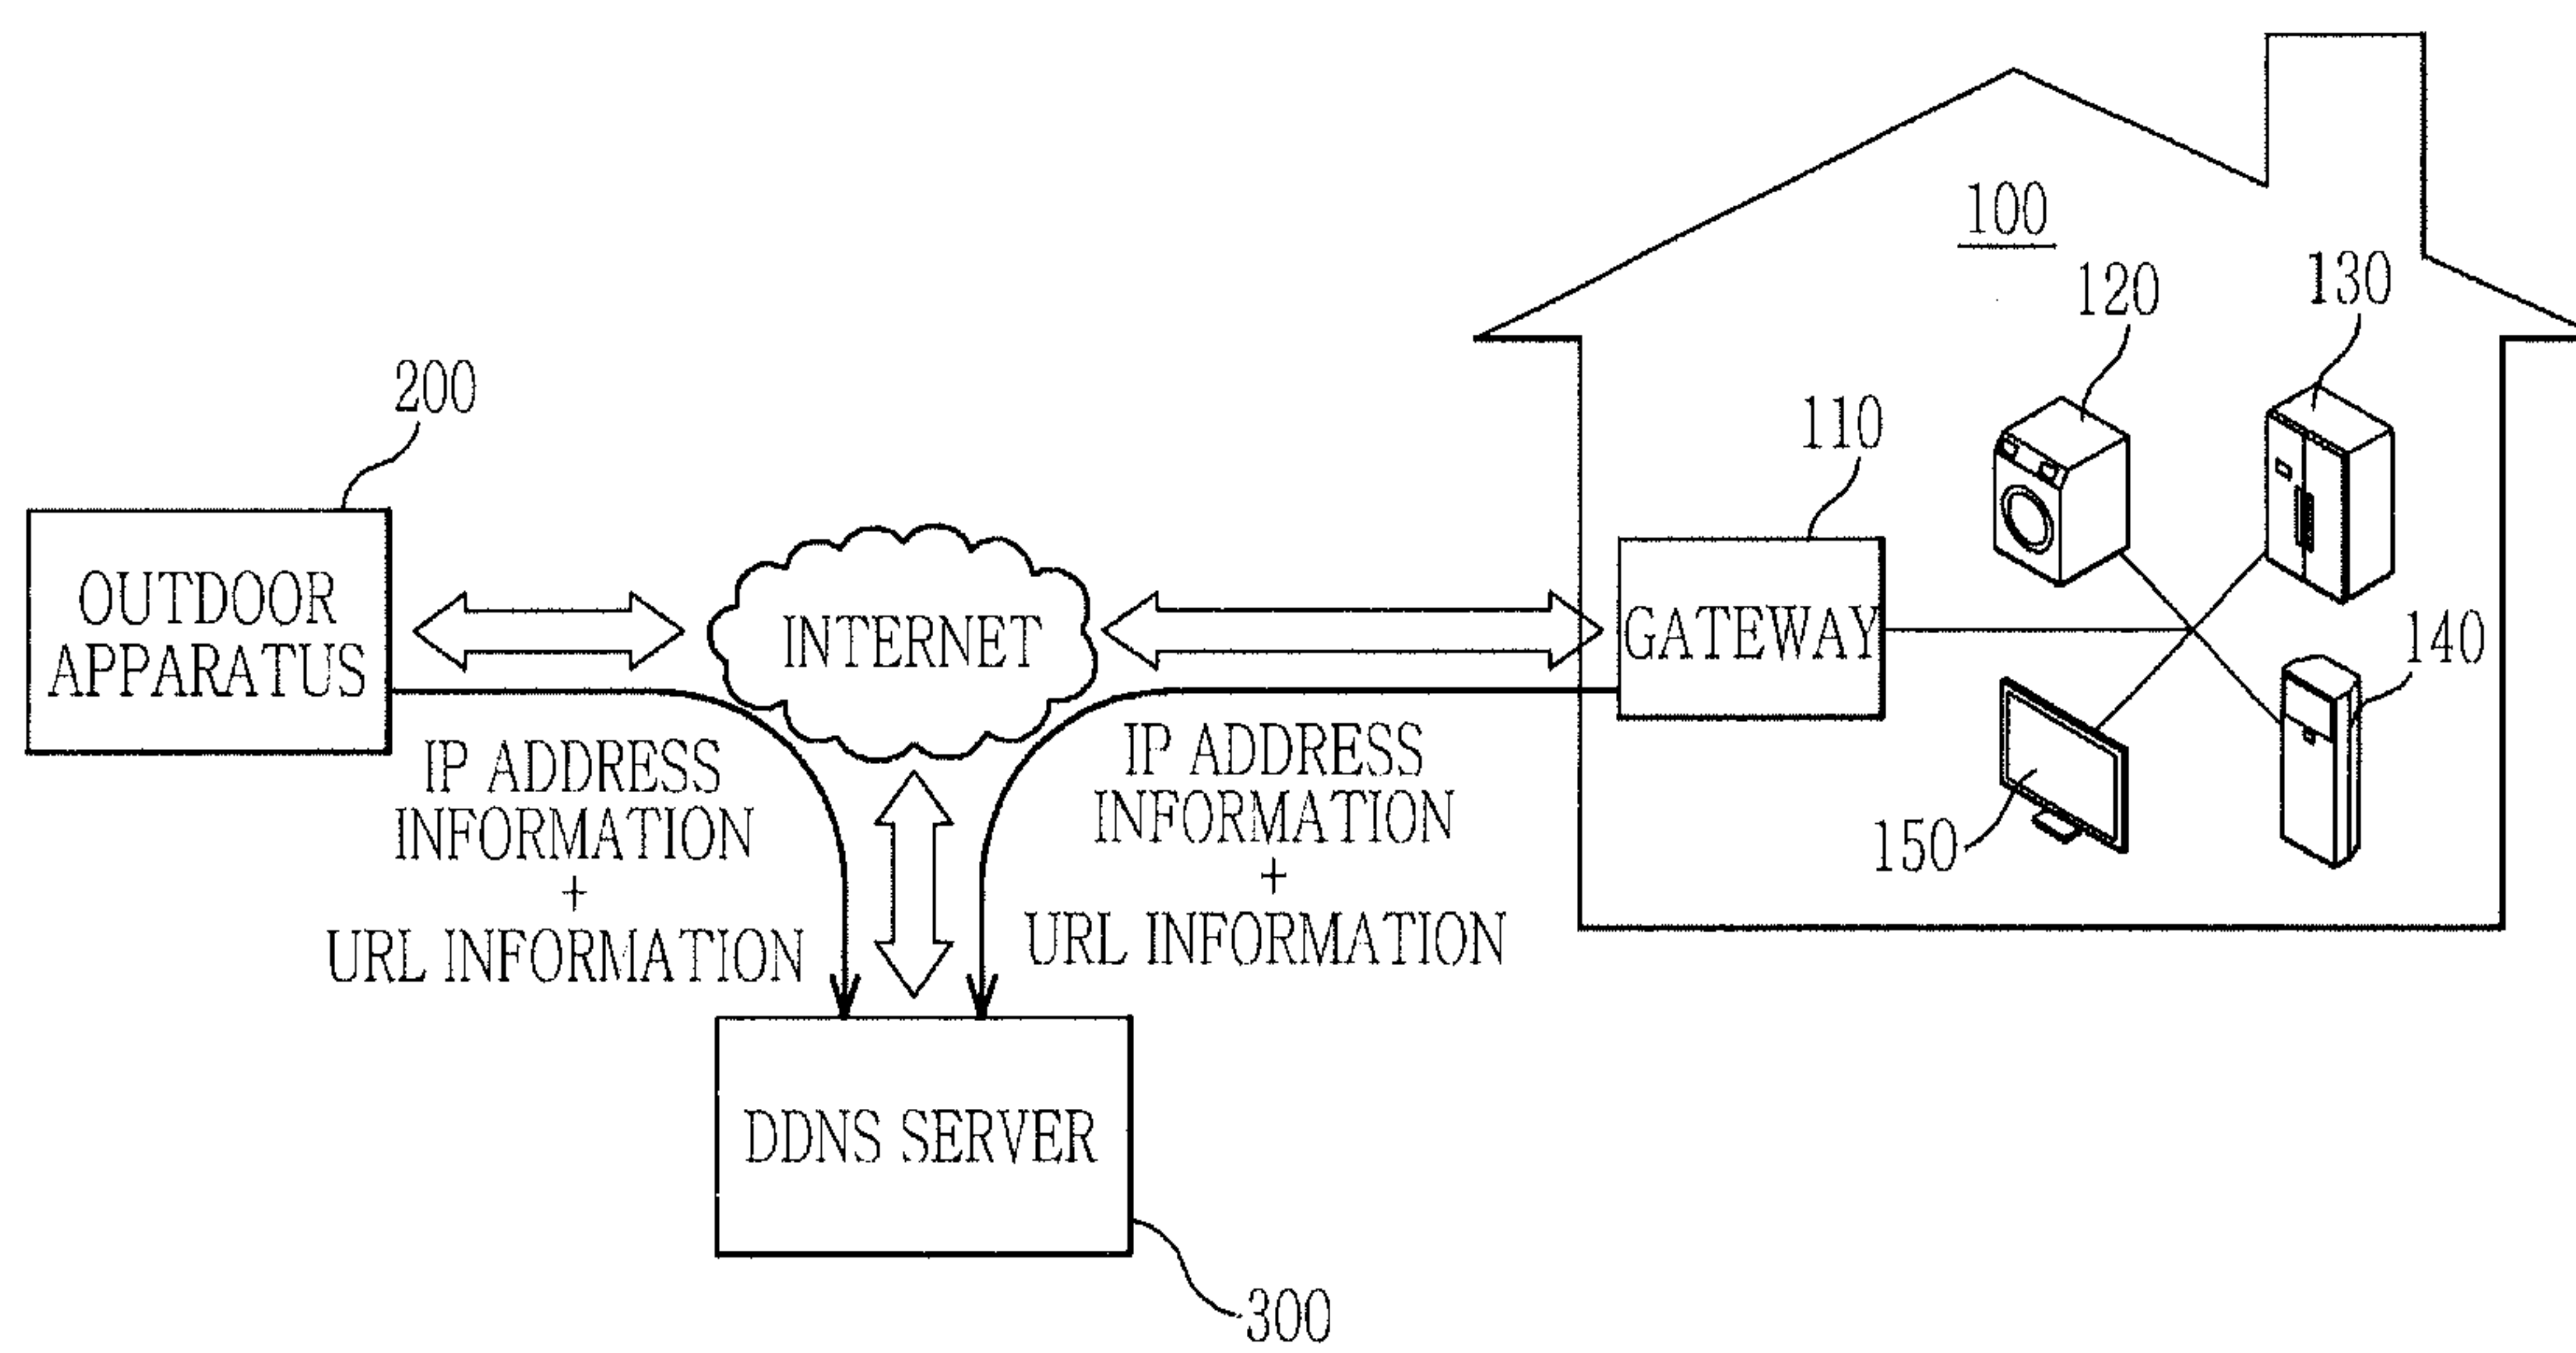 100
120
130
200
110
OUTDOOR
APPARATUS
INTERNET
GATEWAY
140
IP ADDRESS
INFORMATION
+
URL INFORMATION
IP ADDRESS
INFORMATION
+
URL INFORMATION
150
DDNS SERVER
300